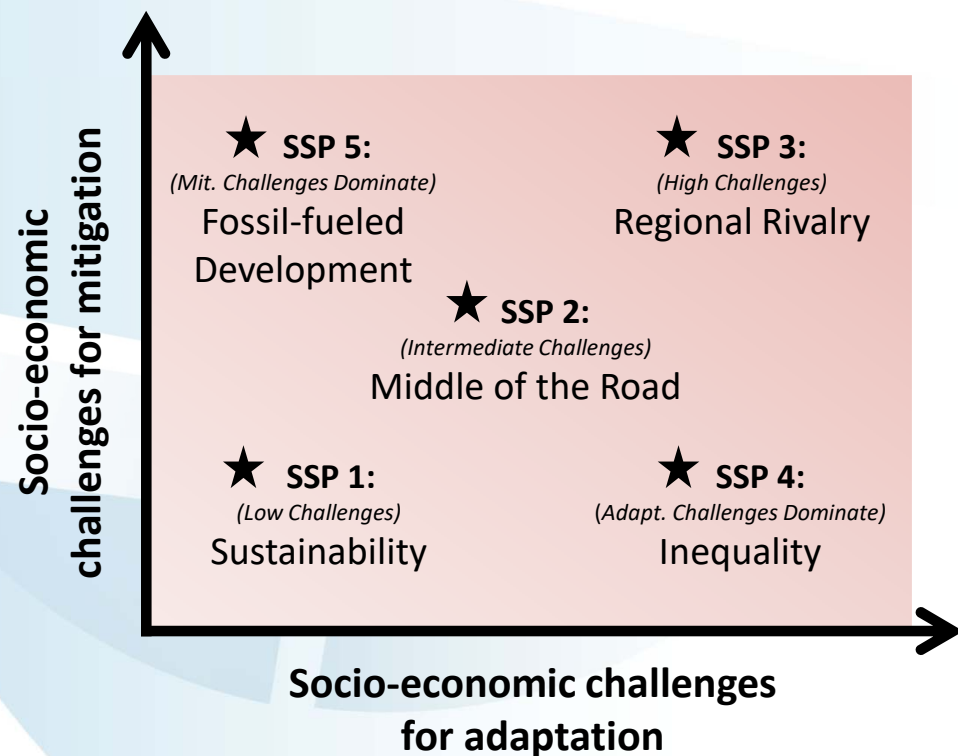 Socio-economic
challenges for mitigation
SSP 5:
(Mit. Challenges Dominate)
Fossil-fueled
Development
SSP 3:
(High Challenges)
Regional Rivalry
SSP 2:
(Intermediate Challenges)
Middle of the Road
SSP 1:
(Low Challenges)
Sustainability
SSP 4:
(Adapt. Challenges Dominate)
Inequality
Socio-economic challenges
for adaptation